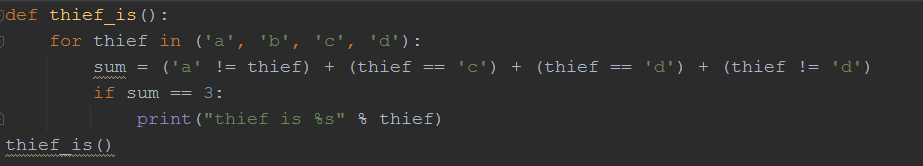 def thief_is():
    for thief in ('a', 'b', 'c', 'd'):
        sum = ('a' != thief) + (thief == 'c') + (thief == 'd') + (thief != 'd')
        if sum == 3:
            print("thief is %s" % thief)
thief_is()